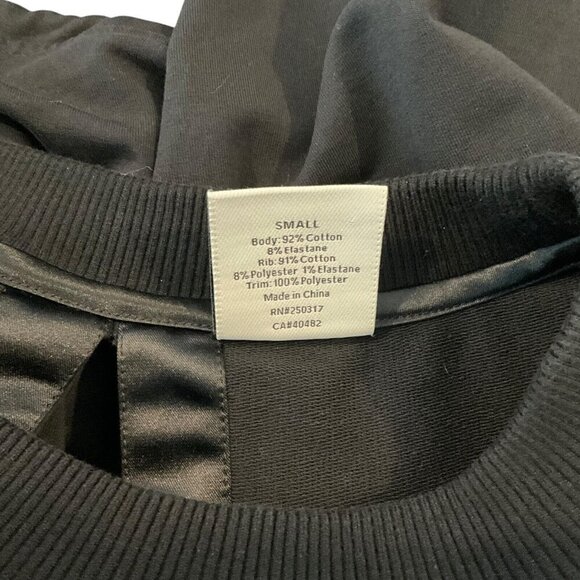 SMALL
Body: 92% Cotton
8% Elastane
Rib: 91% Cotton
8% Polyester 1% Elastane
Trim: 100% Polyester
Made in China
RN#250317
CA#40482